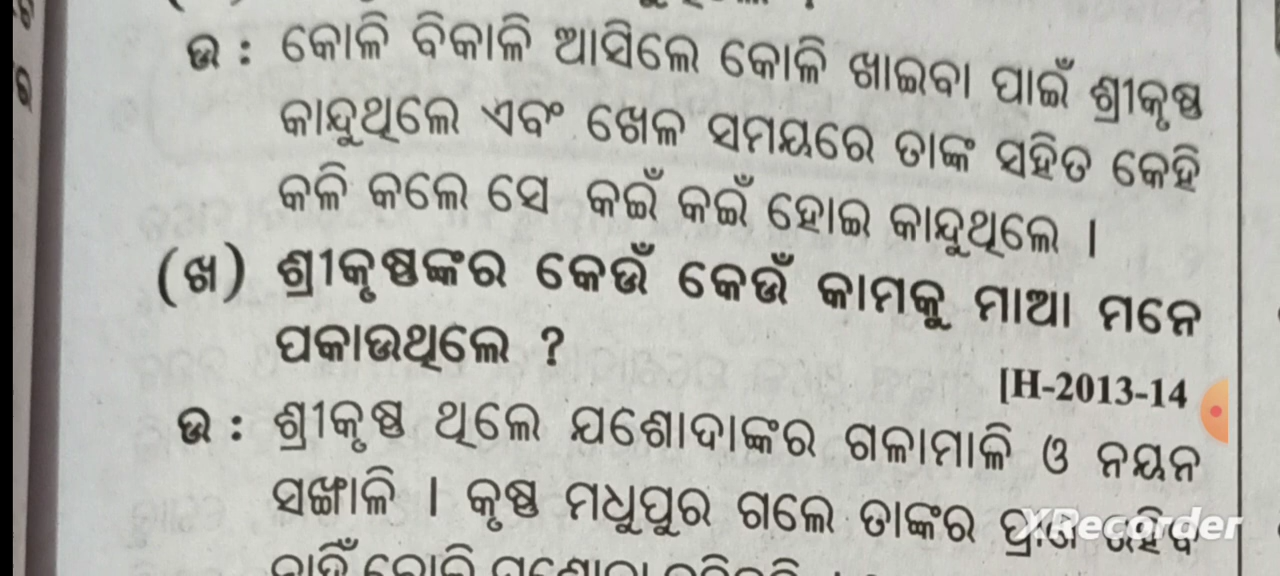 ଉ : କୋଳି ବିକାଳି ଆସିଲେ କୋଳି ଖାଇବା ପାଇଁ ଶ୍ରୀକୃଷ୍ଣ
କାନ୍ଦୁଥିଲେ ଏବଂ ଖେଳ ସମୟରେ ତାଙ୍କ ସହିତ କେହି
କଳି କଲେ ସେ କଇଁ କଇଁ ହୋଇ କାନ୍ଦୁଥିଲେ ।
(ଖ) ଶ୍ରୀକୃଷ୍ଣଙ୍କର କେଉଁ କେଉଁ କାମକୁ ମାଆ ମନେ
ପକାଉଥିଲେ ?
[H-2013-14
ଉ : ଶ୍ରୀକୃଷ୍ଣ ଥିଲେ ଯଶୋଦାଙ୍କର ଗଳାମାଳି ଓ ନୟନ
ସଙ୍ଖାଳି । କୃଷ୍ଣ ମଧୁପୁର ଗଲେ ତାଙ୍କର
XRecorder